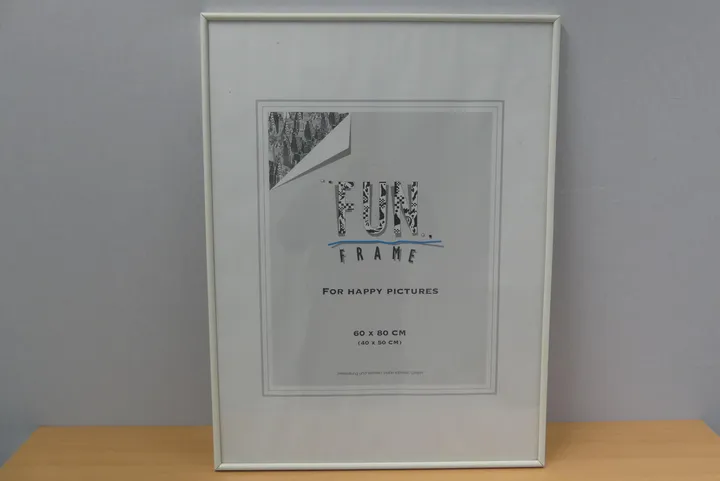 FUN
FRAME
FOR HAPPY PICTURES
60 X 80 CM
(40 X 50 CM)